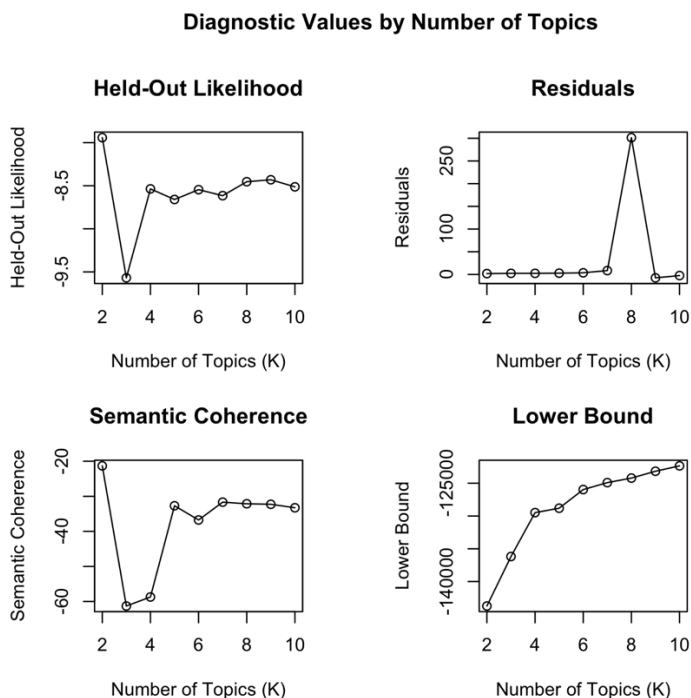 Diagnostic Values by Number of Topics
Held-Out Likelihood
Held-Out Likelihood
-8.5
-9.5
2 4 6 8 10
Number of Topics (K)
Residuals
Residuals
250
100
0
2 4 6 8 10
Number of Topics (K)
Semantic Coherence
Semantic Coherence
-20
-40
-60
2 4 6 8 10
Number of Topics (K)
Lower Bound
Lower Bound
-125000
-140000
2 4 6 8 10
Number of Topics (K)